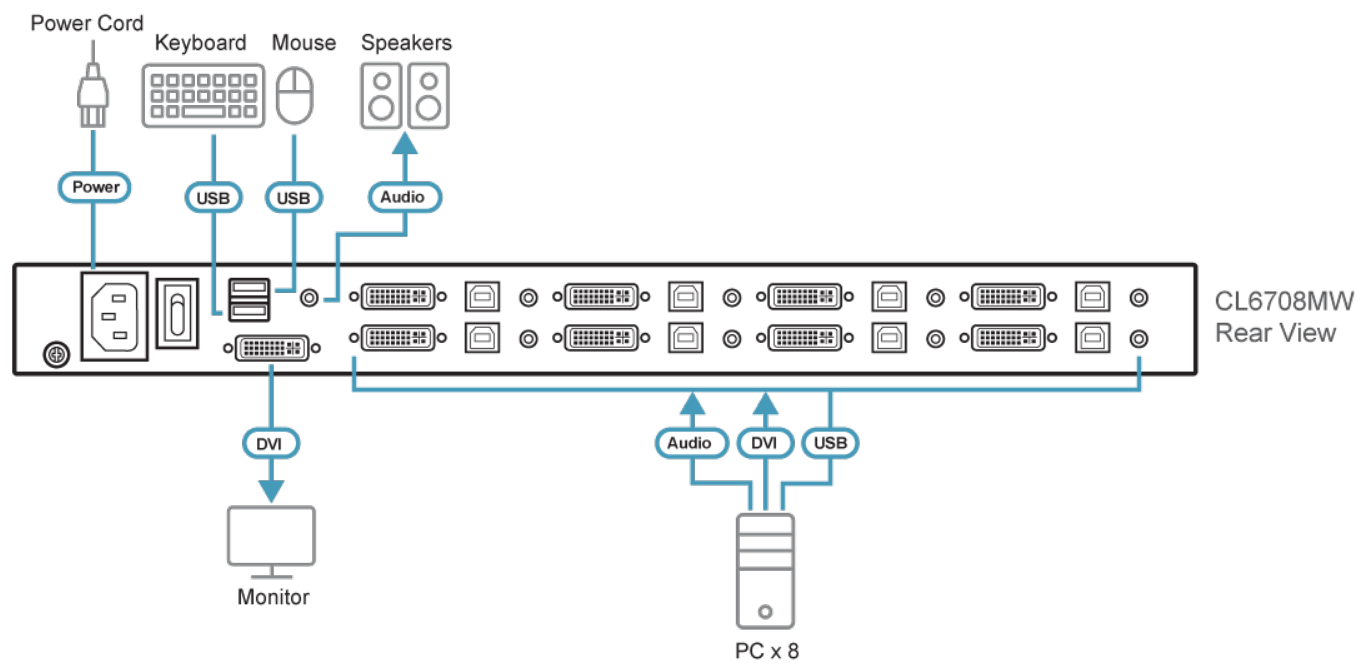 Power Cord
Keyboard
Mouse
Speakers
Power
USB
USB
Audio
CL6708MW
Rear View
DVI
Audio
DVI
USB
Monitor
PC x 8